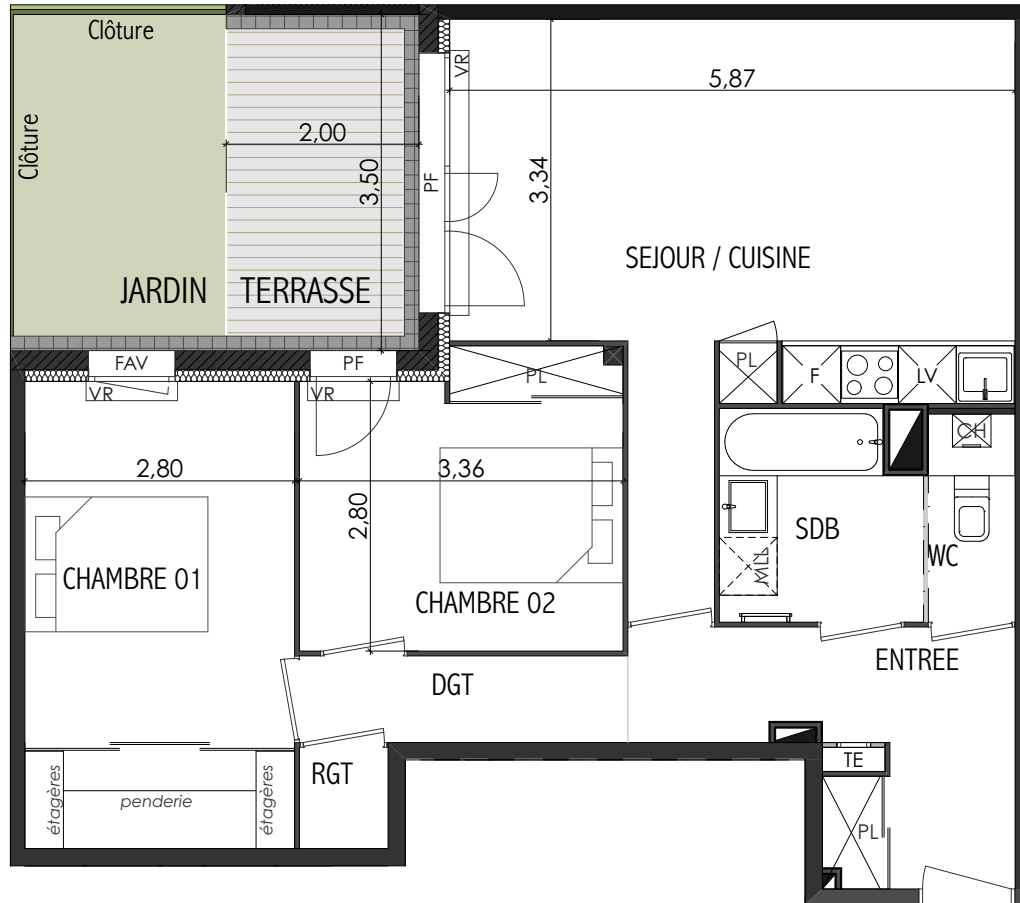 Clôture
VR
5,87
Clôture
2,00
3,50
PF
3,34
SEJOUR / CUISINE
JARDIN
TERRASSE
FAV
PF
PL
PL
F
LV
VR
VR
CH
2,80
3,36
2,80
SDB
MLL
WC
CHAMBRE 01
CHAMBRE 02
ENTREE
DGT
RGT
TE
étagères
penderie
étagères
PL